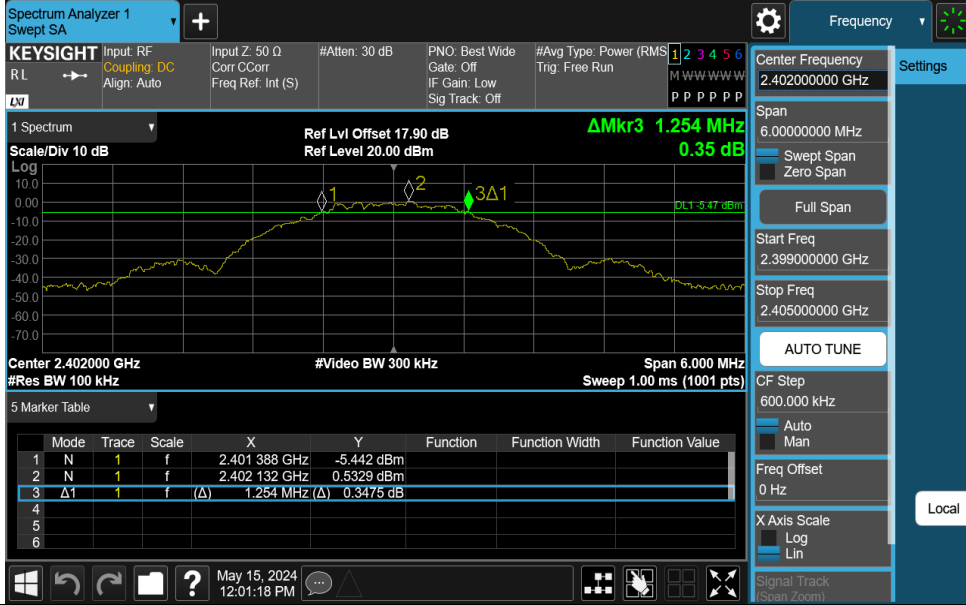 Spectrum Analyzer 1
Swept SA
+
Frequency
KEYSIGHT Input: RF Input Z: 50 Ω #Atten: 30 dB PNO: Best Wide #Avg Type: Power (RMS 1 2 3 4 5 6
R L Coupling: DC Corr CCorr Gate: Off Trig: Free Run
Align: Auto Freq Ref: Int (S) IF Gain: Low M W W W W W
LXI Sig Track: Off P P P P P P
1 Spectrum
Ref Lvl Offset 17.90 dB ΔMkr3 1.254 MHz
Scale/Div 10 dB Ref Level 20.00 dBm 0.35 dB
Log
10.0
0.00
-10.0
-20.0
-30.0
-40.0
-50.0
-60.0
-70.0
1 2 3Δ1
DL1 -5.47 dBm
Center 2.402000 GHz #Video BW 300 kHz Span 6.000 MHz
#Res BW 100 kHz Sweep 1.00 ms (1001 pts)
5 Marker Table
Mode Trace Scale X Y Function Function Width Function Value
1 N 1 f 2.401 388 GHz -5.442 dBm
2 N 1 f 2.402 132 GHz 0.5329 dBm
3 Δ1 1 f (Δ) 1.254 MHz (Δ) 0.3475 dB
4
5
6
?
May 15, 2024
12:01:18 PM
Center Frequency
2.402000000 GHz
Settings
Span
6.00000000 MHz
Swept Span
Zero Span
Full Span
Start Freq
2.399000000 GHz
Stop Freq
2.405000000 GHz
AUTO TUNE
CF Step
600.000 kHz
Auto
Man
Freq Offset
0 Hz
Local
X Axis Scale
Log
Lin
Signal Track
(Span Zoom)